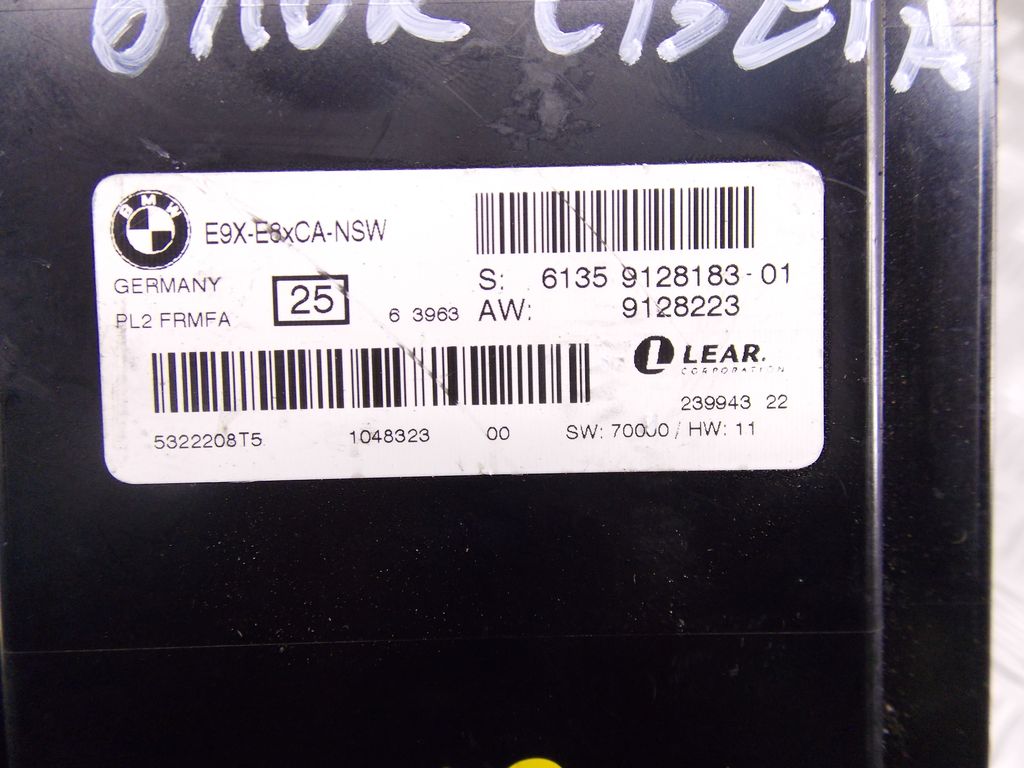 BMW
E9X-E8xCA-NSW
GERMANY
25
PL2 FRMFA
6 3963
S: 6135 9128183-01
AW: 9128223
LEAR.
CORPORATION
239943 22
5322208T5 1048323 00 SW: 70000 / HW: 11